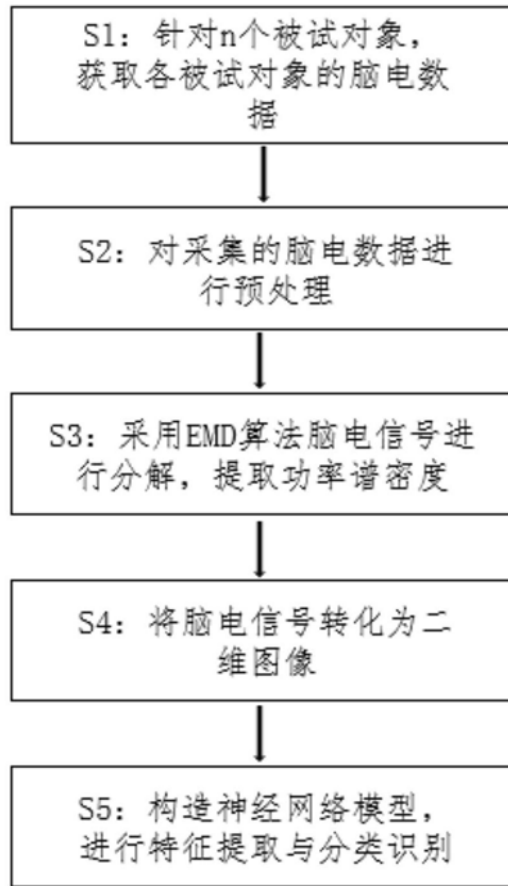 S1：针对n个被试对象，
获取各被试对象的脑电数
据
S2：对采集的脑电数据进
行预处理
S3：采用EMD算法脑电信号进
行分解，提取功率谱密度
S4：将脑电信号转化为二
维图像
S5：构造神经网络模型，
进行特征提取与分类识别